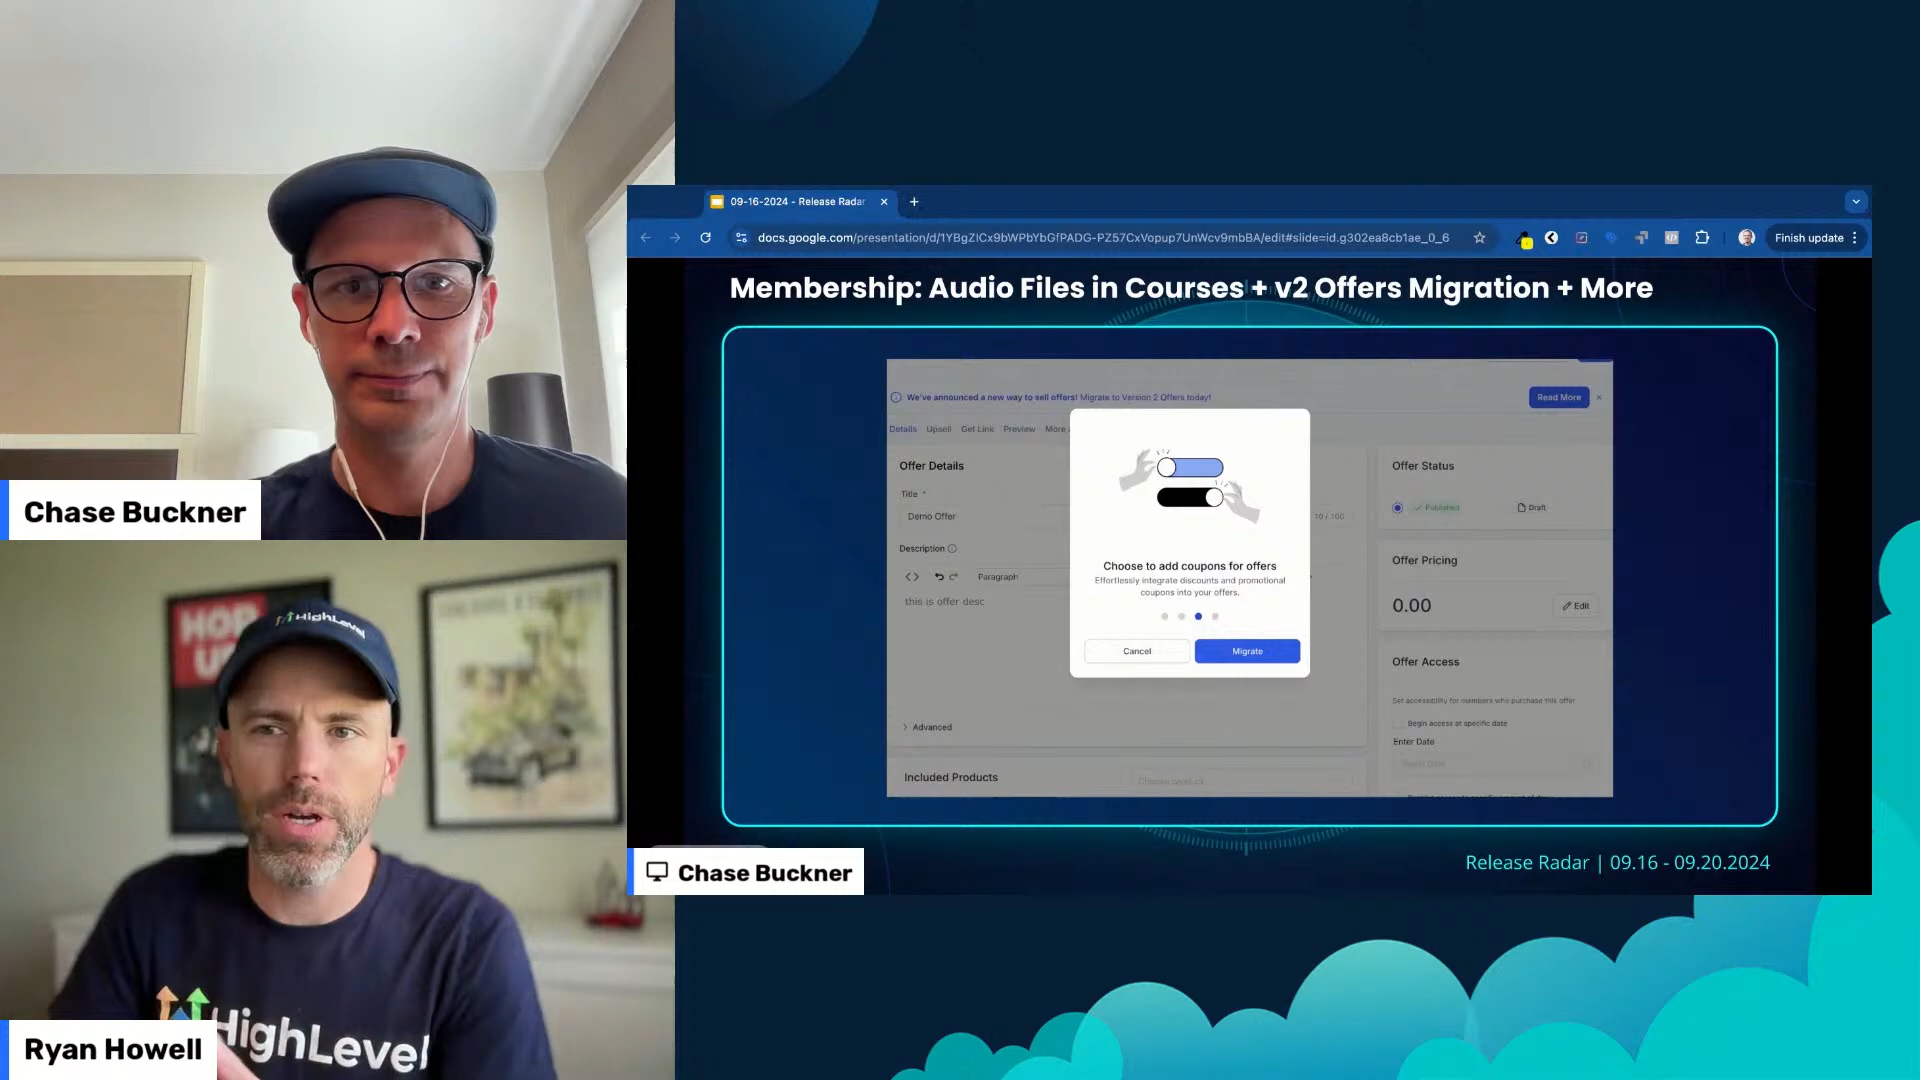 Chase Buckner
HighLevel
HighLevel
Ryan Howell
09-16-2024 - Release Radar
docs.google.com/presentation/d/1YBgZICx9bWPbYbGfPADG-PZ57CxVopup7UnWcv9mbBA/edit#slide=id.g302ea8cb1ae_0_6
Finish update
Membership: Audio Files in Courses + v2 Offers Migration + More
We've announced a new way to sell offers! Migrate to Version 2 Offers today!
Read More
Details Upsell Get Link Preview More
Offer Details
Title *
Demo Offer
10 / 100
Description
Paragraph
this is offer desc
Advanced
Included Products
Choose product
Choose to add coupons for offers
Effortlessly integrate discounts and promotional
coupons into your offers.
Cancel
Migrate
Offer Status
Published
Draft
Offer Pricing
0.00
Edit
Offer Access
Set accessibility for members who purchase this offer
Begin access at specific date
Enter Date
Select Date
Chase Buckner
Release Radar | 09.16 - 09.20.2024